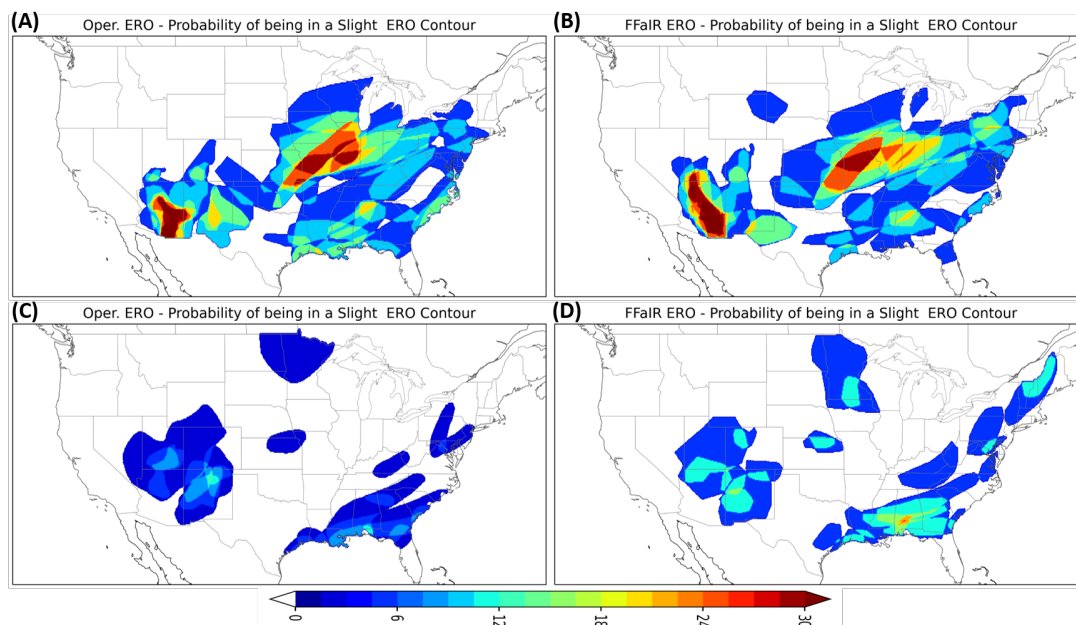 (A) Oper. ERO - Probability of being in a Slight ERO Contour
(B) FFaIR ERO - Probability of being in a Slight ERO Contour
(C) Oper. ERO - Probability of being in a Slight ERO Contour
(D) FFaIR ERO - Probability of being in a Slight ERO Contour
0 6 12 18 24 30